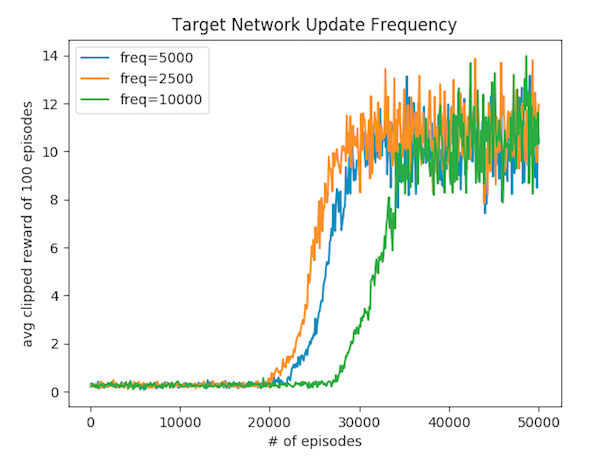 Target Network Update Frequency
freq=5000
freq=2500
freq=10000
avg clipped reward of 100 episodes
14
12
10
8
6
4
2
0
0 10000 20000 30000 40000 50000
# of episodes